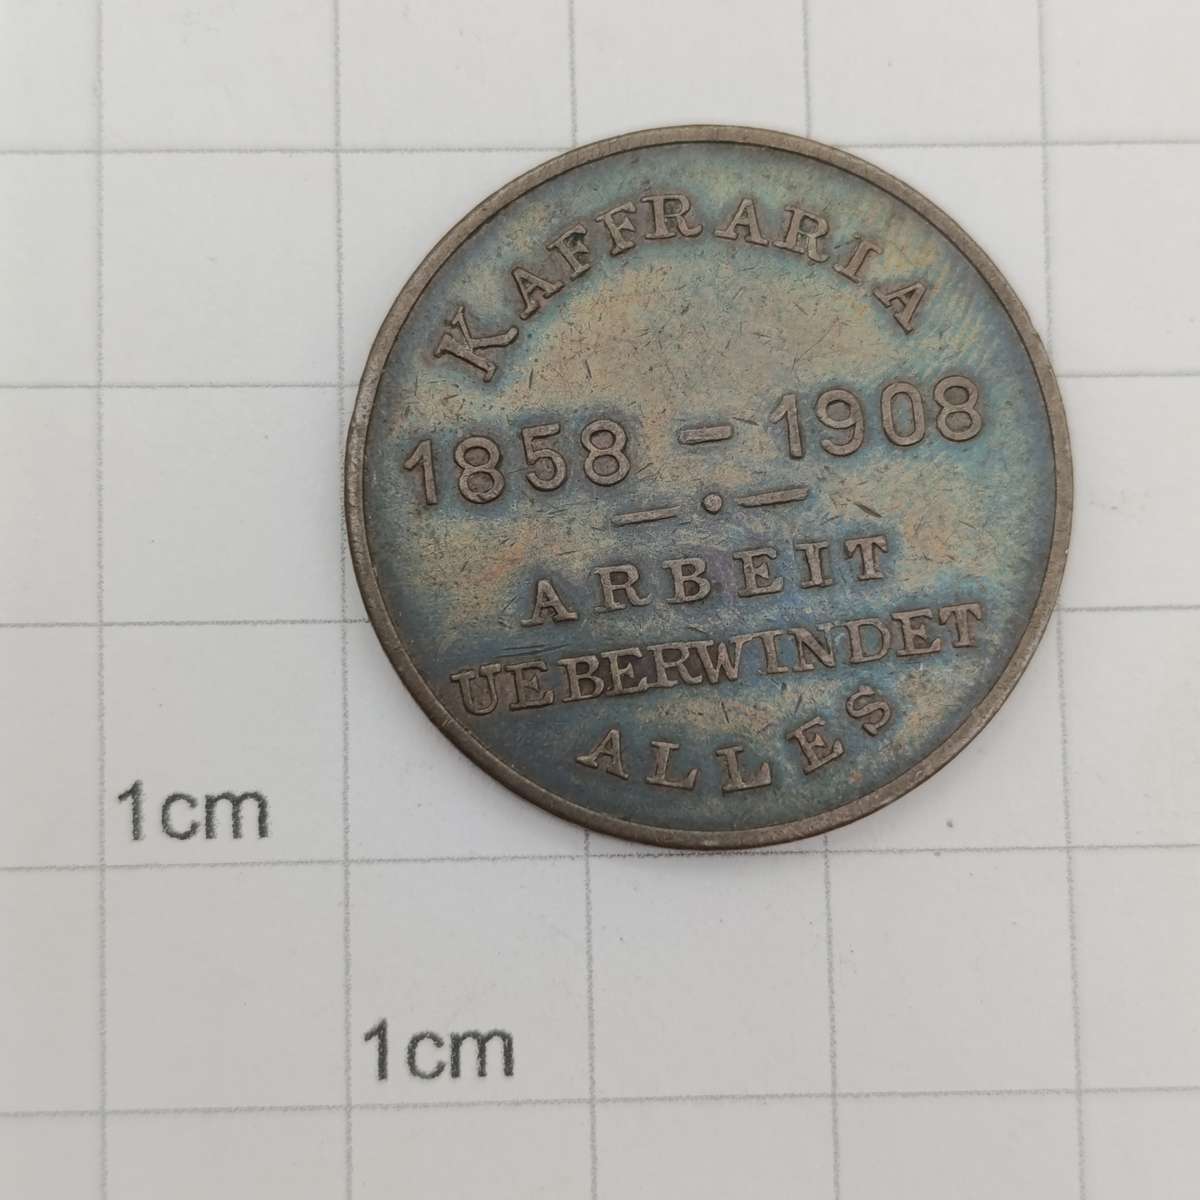 KAFFRARIA
1858 - 1908
ARBEIT
UEBERWINDET
ALLES
1cm
1cm